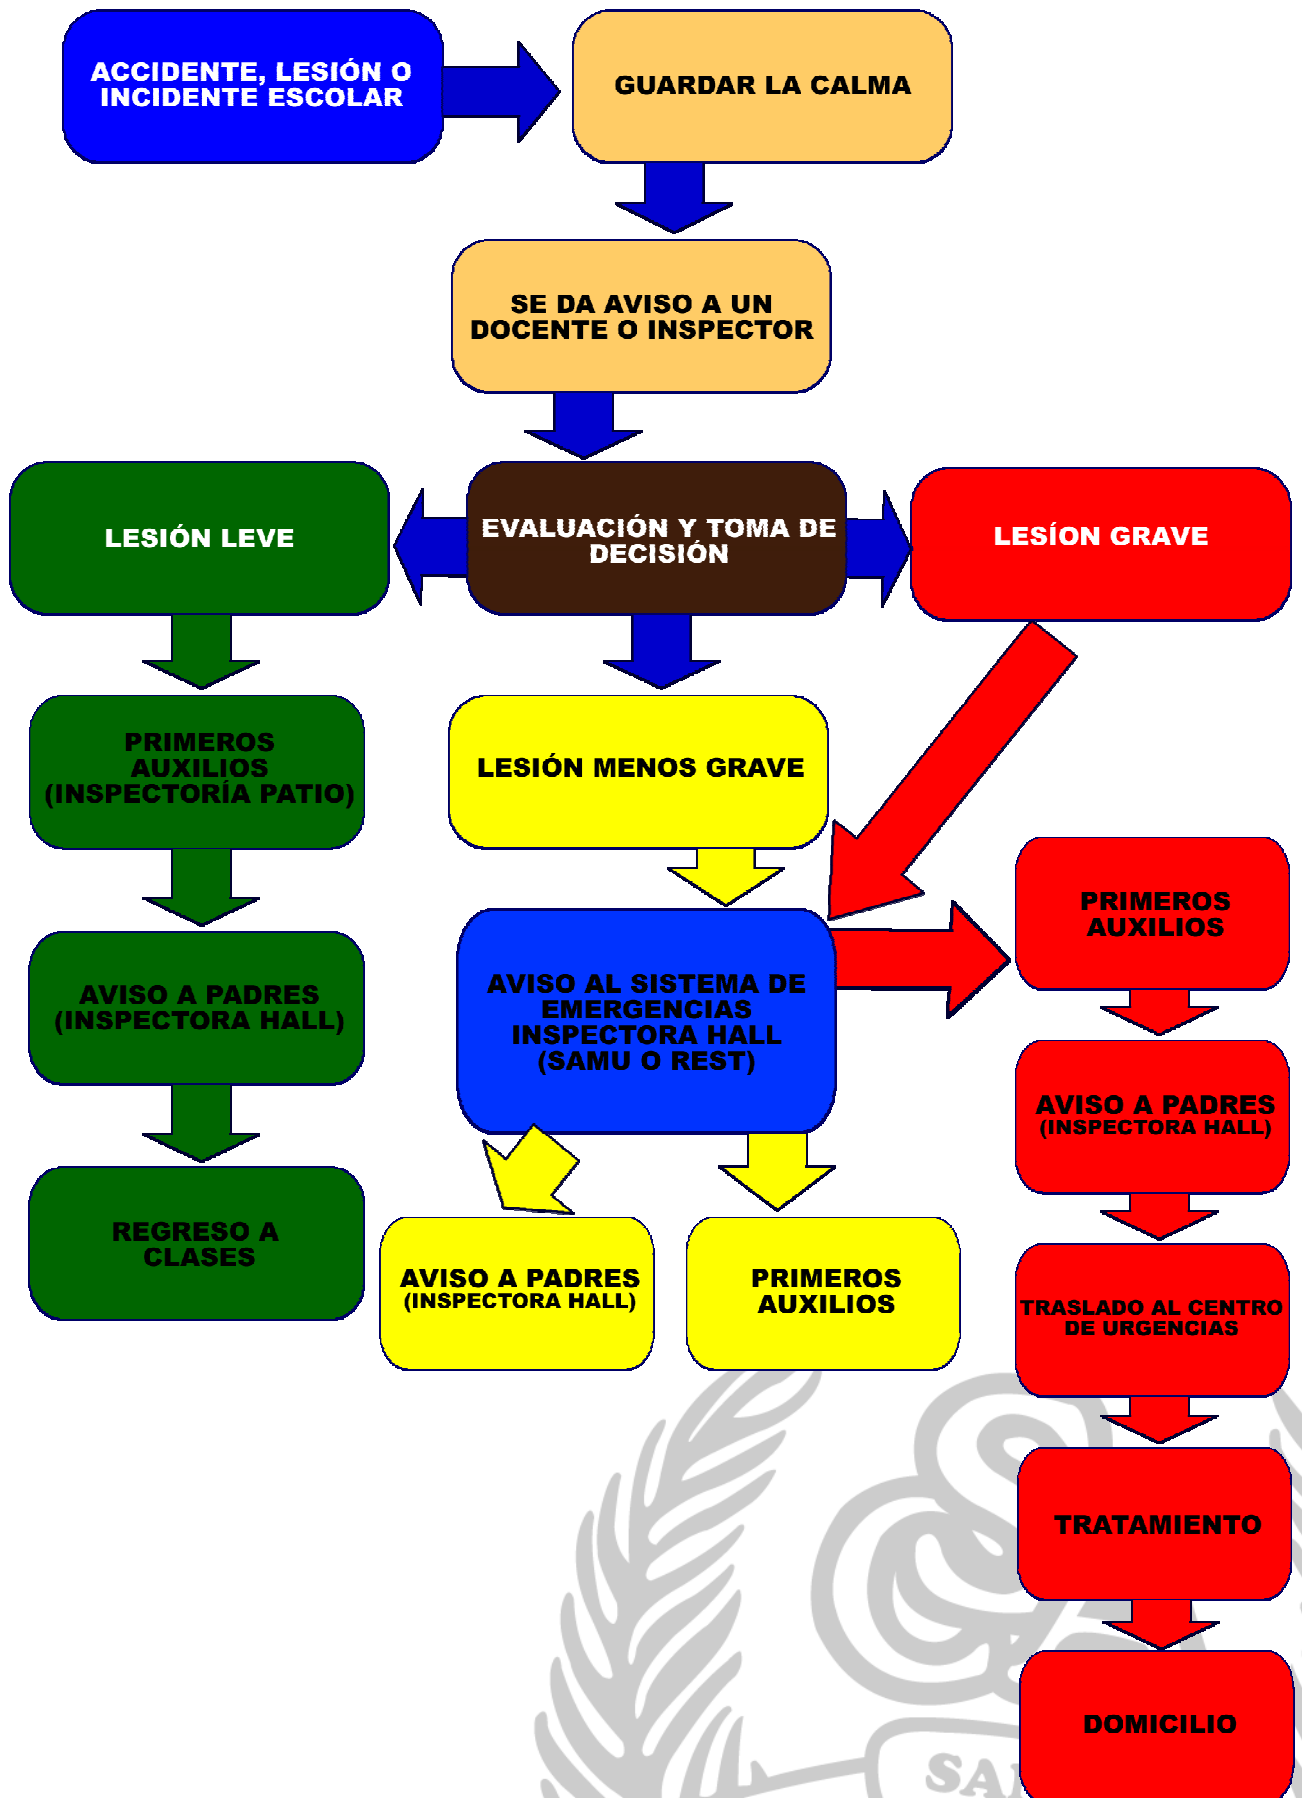 ACCIDENTE, LESIÓN O
INCIDENTE ESCOLAR
GUARDAR LA CALMA
SE DA AVISO A UN
DOCENTE O INSPECTOR
LESIÓN LEVE
EVALUACIÓN Y TOMA DE
DECISIÓN
LESÍON GRAVE
PRIMEROS
AUXILIOS
(INSPECTORÍA PATIO)
LESIÓN MENOS GRAVE
AVISO A PADRES
(INSPECTORA HALL)
AVISO AL SISTEMA DE
EMERGENCIAS
INSPECTORA HALL
(SAMU O REST)
PRIMEROS
AUXILIOS
AVISO A PADRES
(INSPECTORA HALL)
REGRESO A
CLASES
AVISO A PADRES
(INSPECTORA HALL)
PRIMEROS
AUXILIOS
TRASLADO AL CENTRO
DE URGENCIAS
TRATAMIENTO
DOMICILIO